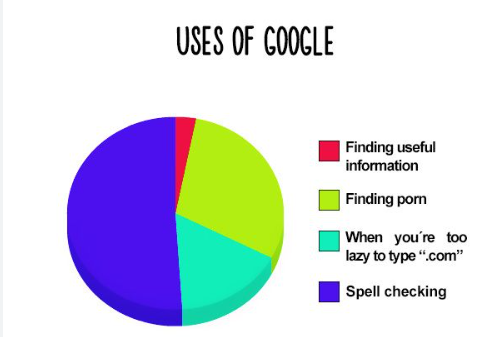 USES OF GOOGLE
Finding useful
information
Finding porn
When you´re too
lazy to type “.com”
Spell checking